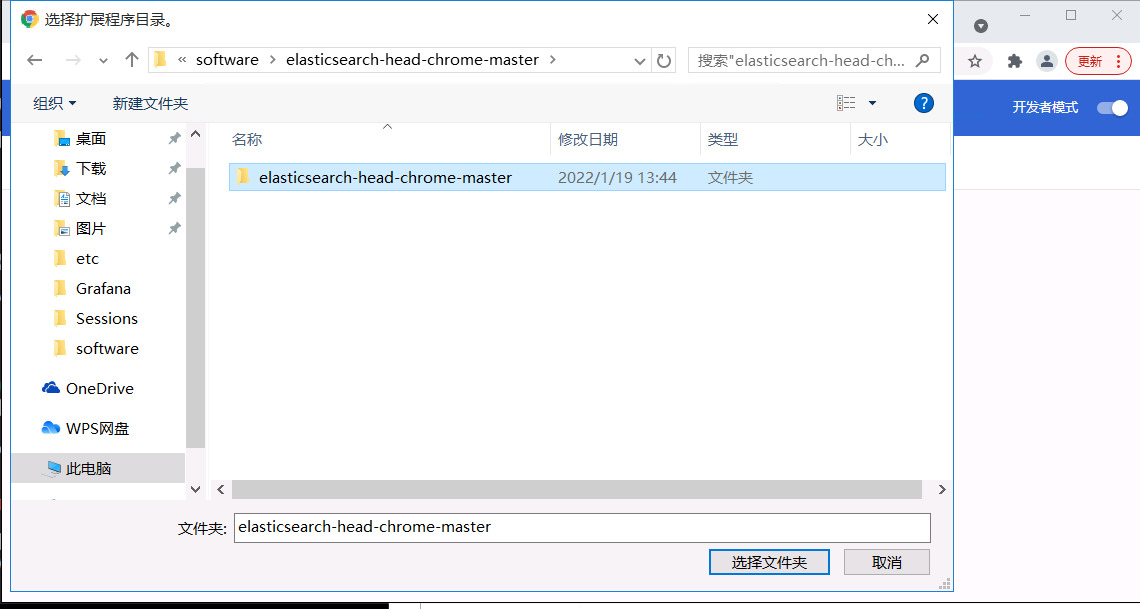 选择扩展程序目录。
« software > elasticsearch-head-chrome-master >
搜索"elasticsearch-head-ch...
更新
组织
新建文件夹
?
开发者模式
名称 修改日期 类型 大小
elasticsearch-head-chrome-master 2022/1/19 13:44 文件夹
桌面
下载
文档
图片
etc
Grafana
Sessions
software
OneDrive
WPS网盘
此电脑
文件夹: elasticsearch-head-chrome-master
选择文件夹 取消